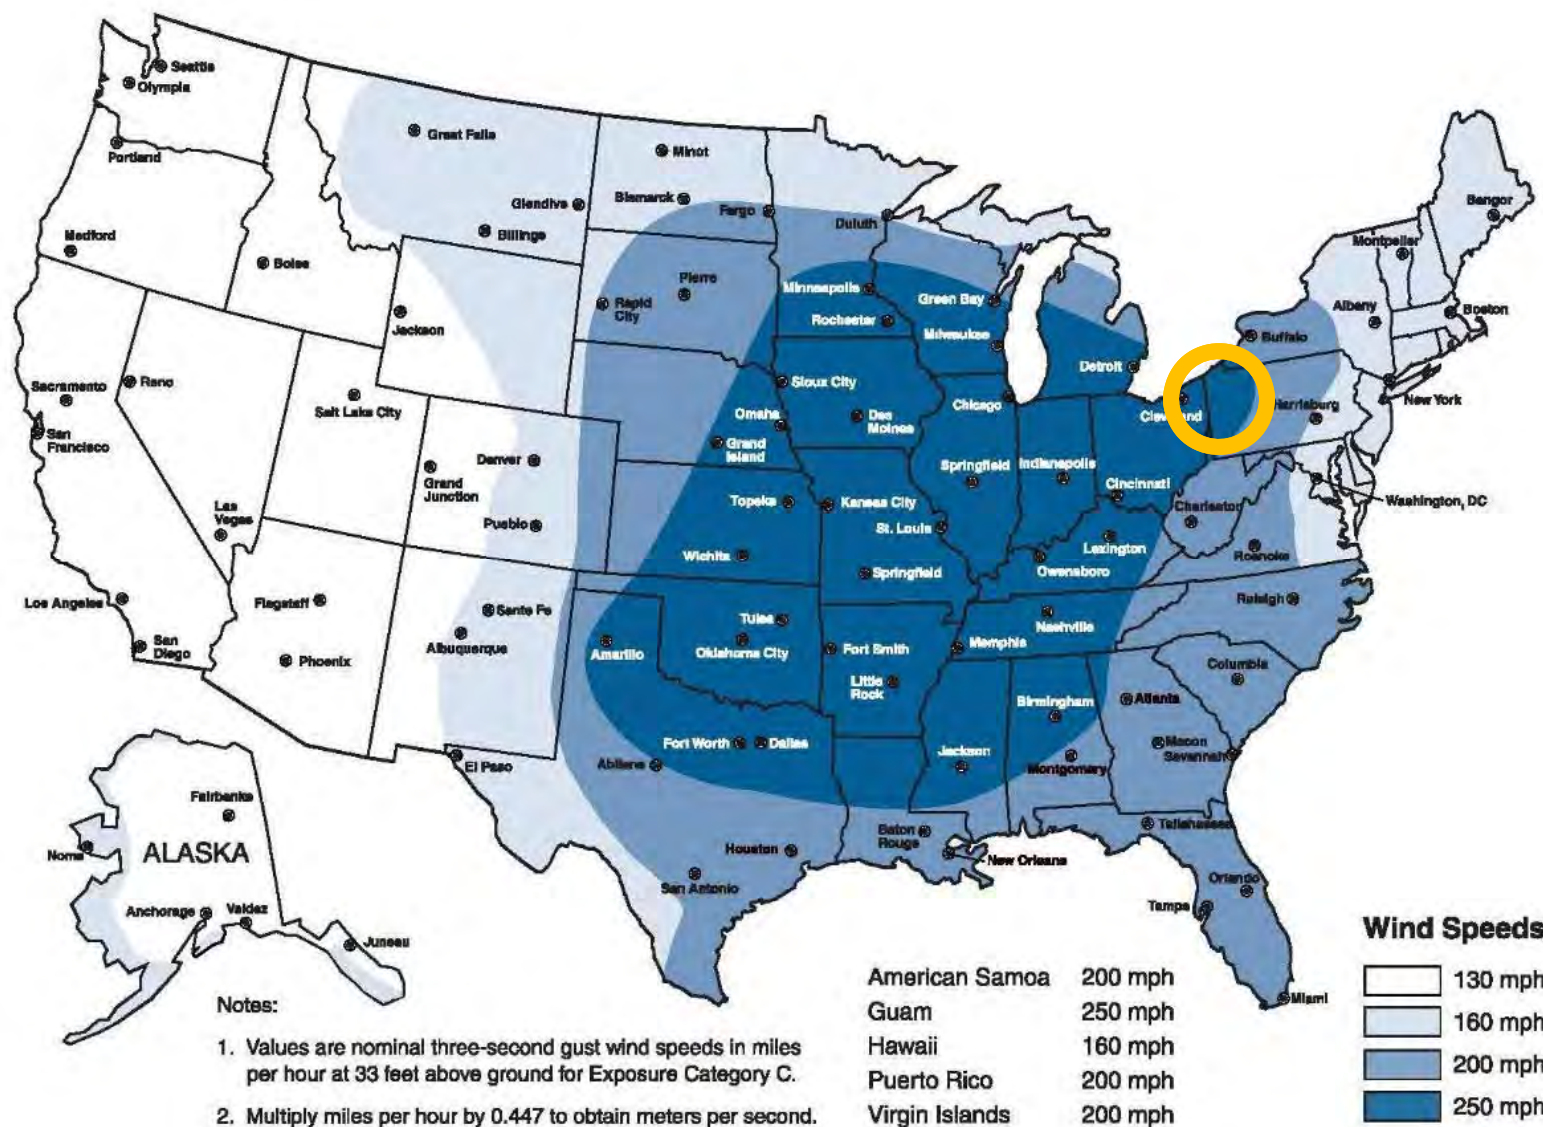 Seattle
Olympia
Portland
Medford
Boise
Great Falls
Glendive
Billings
Minot
Bismarck
Fargo
Duluth
Jackson
Rapid
City
Pierre
Minneapolis
Rochester
Green Bay
Milwaukee
Detroit
Buffalo
Albany
Montpelier
Bangor
Boston
New York
Harrisburg
Cleveland
Washington, DC
Sacramento
San
Francisco
Reno
Salt Lake City
Las
Vegas
Los Angeles
San
Diego
Flagstaff
Phoenix
Denver
Grand
Junction
Pueblo
Sante Fe
Albuquerque
El Paso
Sioux City
Omaha
Grand
Island
Des
Moines
Chicago
Springfield
Indianapolis
Cincinnati
Topeka
Kansas City
St. Louis
Wichita
Springfield
Charleston
Lexington
Owensboro
Roanoke
Raleigh
Tulsa
Oklahoma City
Amarillo
Fort Smith
Little
Rock
Memphis
Nashville
Columbia
Atlanta
Birmingham
Macon
Savannah
Fort Worth
Dallas
Abilene
Jackson
Montgomery
Tallahassee
Baton
Rouge
New Orleans
Houston
San Antonio
Orlando
Tampa
Miami
ALASKA
Fairbanks
Nome
Anchorage
Valdez
Juneau
Notes:
1. Values are nominal three-second gust wind speeds in miles
per hour at 33 feet above ground for Exposure Category C.
2. Multiply miles per hour by 0.447 to obtain meters per second.
American Samoa 200 mph
Guam 250 mph
Hawaii 160 mph
Puerto Rico 200 mph
Virgin Islands 200 mph
Wind Speeds
130 mph
160 mph
200 mph
250 mph